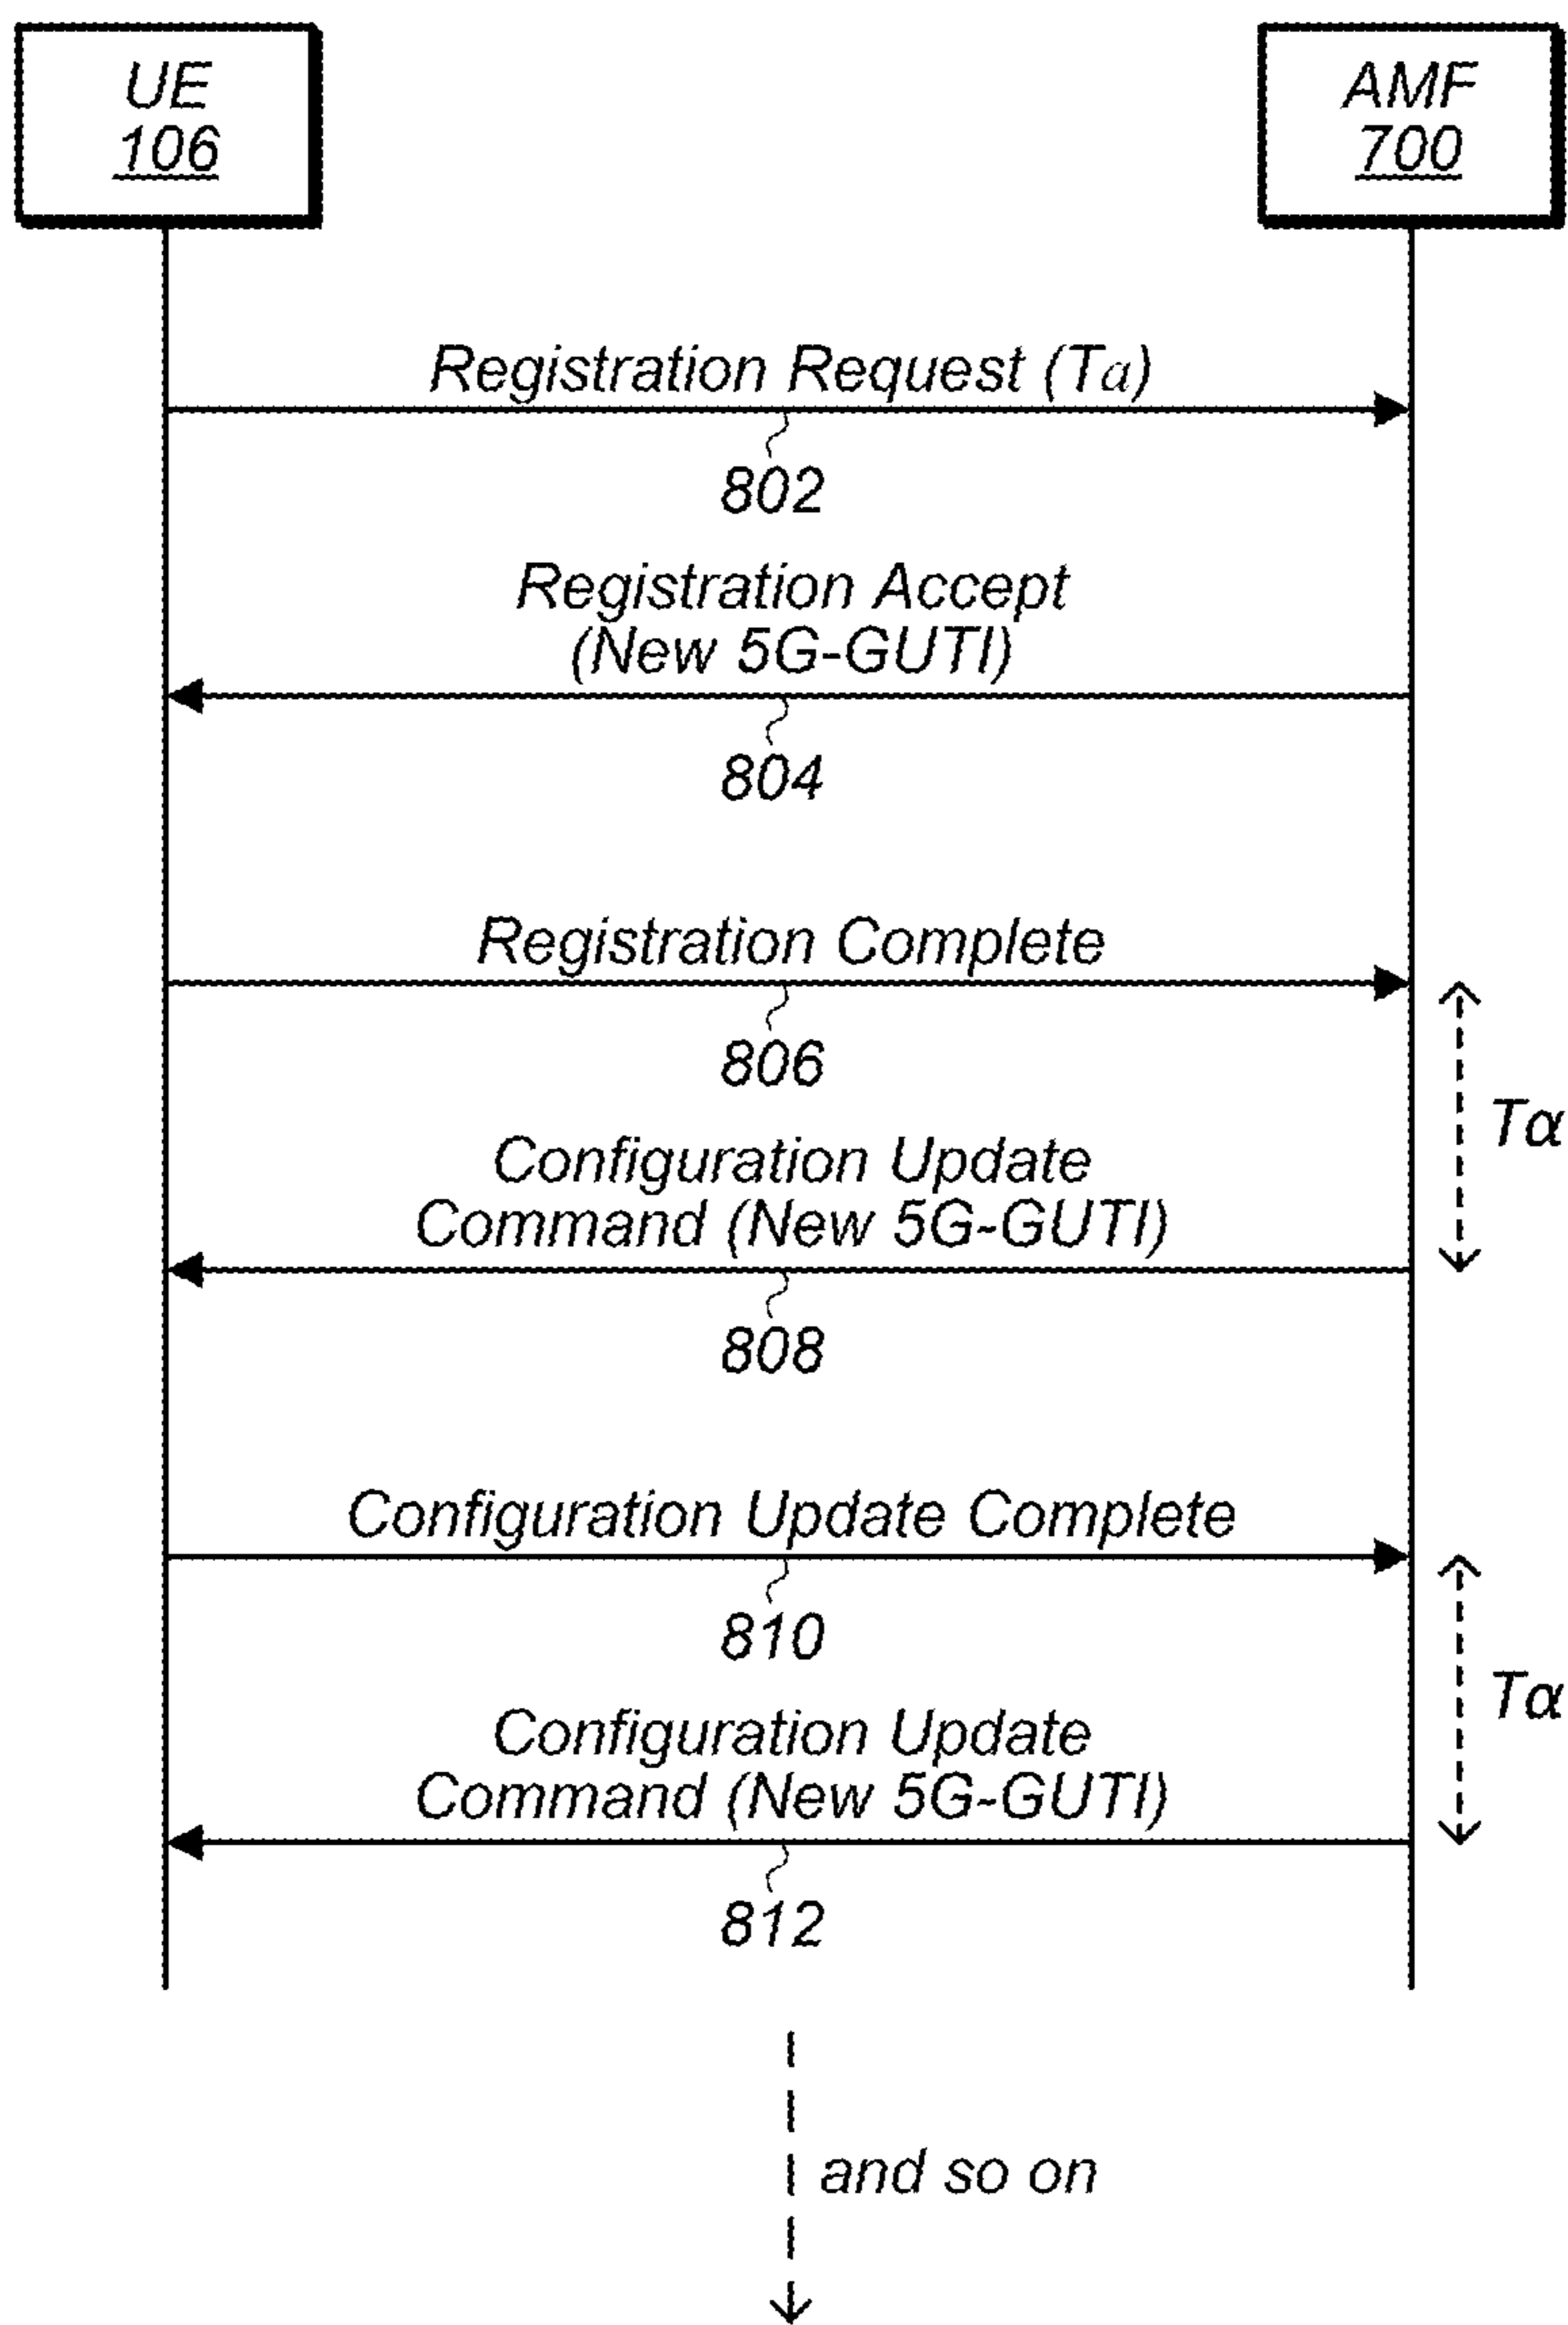 UE
106
AMF
700
Registration Request (Ta)
802
Registration Accept
(New 5G-GUTI)
804
Registration Complete
806
Tα
Configuration Update
Command (New 5G-GUTI)
808
Configuration Update Complete
810
Tα
Configuration Update
Command (New 5G-GUTI)
812
and so on